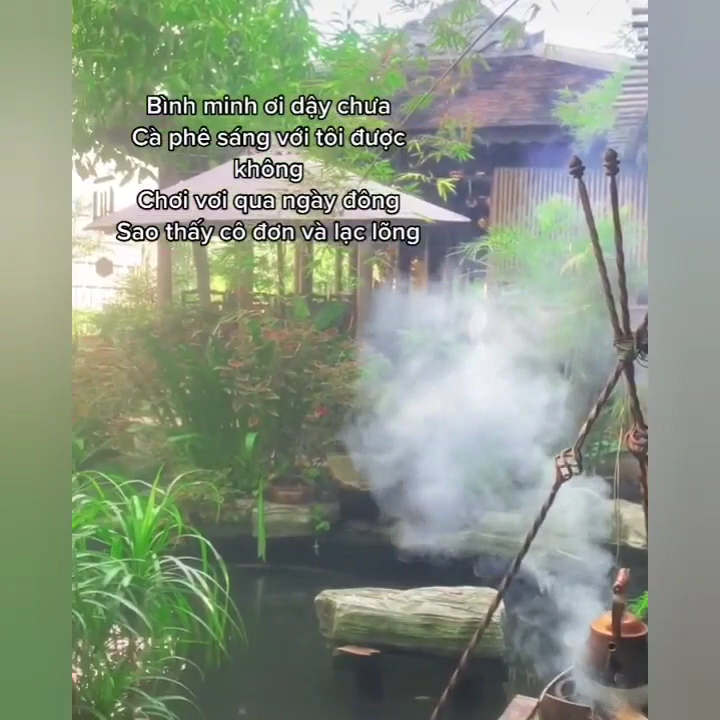 Bình minh ơi dậy chưa
Cà phê sáng với tôi được
không
Chơi vơi qua ngày đông
Sao thấy cô đơn và lạc lõng